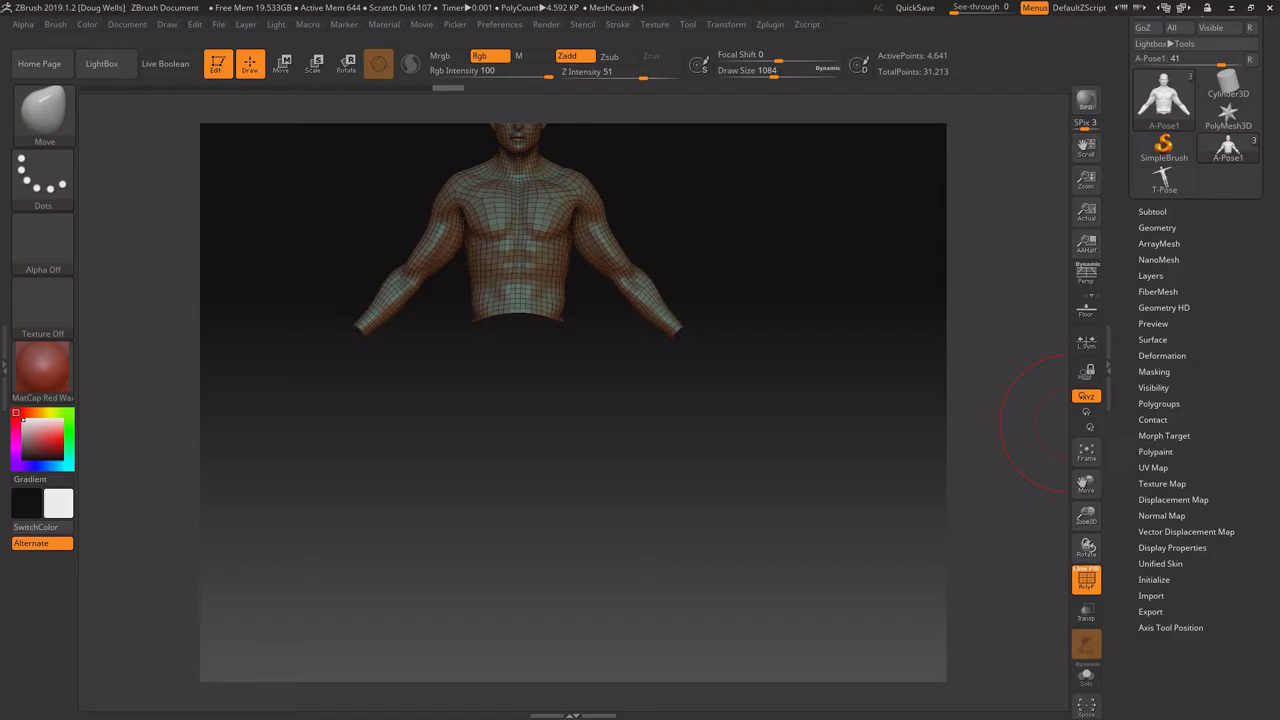 ZBrush 2019.1.2 [Doug Wells] ZBrush Document • Free Mem 19.533GB • Active Mem 644 • Scratch Disk 107 • Timer▶0.001 • PolyCount▶4.592 KP • MeshCount▶1 AC QuickSave See-through 0 Menus DefaultZScript
Alpha Brush Color Document Draw Edit File Layer Light Macro Marker Material Movie Picker Preferences Render Stencil Stroke Texture Tool Transform Zplugin Zscript
Home Page LightBox Live Boolean Edit Draw Move Scale Rotate
Mrgb Rgb M Zadd Zsub Zcut
Rgb Intensity 100 Z Intensity 51
Focal Shift 0
Draw Size 1084 Dynamic
S
D
ActivePoints: 4,641
TotalPoints: 31,213
Move
Dots
Alpha Off
Texture Off
MatCap Red Wax
Gradient
SwitchColor
Alternate
BPR
SPix 3
Scroll
Zoom
Actual
AAHalf
Dynamic
Persp
Floor
L.Sym
XYZ
Frame
Move
Zoom3D
Rotate
Line Fill
PolyF
Transp
Dynamic
Solo
Xpose
GoZ All Visible R
Lightbox▶Tools
A-Pose1. 41 R
3
A-Pose1
Cylinder3D
PolyMesh3D
SimpleBrush
3
A-Pose1
T-Pose
Subtool
Geometry
ArrayMesh
NanoMesh
Layers
FiberMesh
Geometry HD
Preview
Surface
Deformation
Masking
Visibility
Polygroups
Contact
Morph Target
Polypaint
UV Map
Texture Map
Displacement Map
Normal Map
Vector Displacement Map
Display Properties
Unified Skin
Initialize
Import
Export
Axis Tool Position